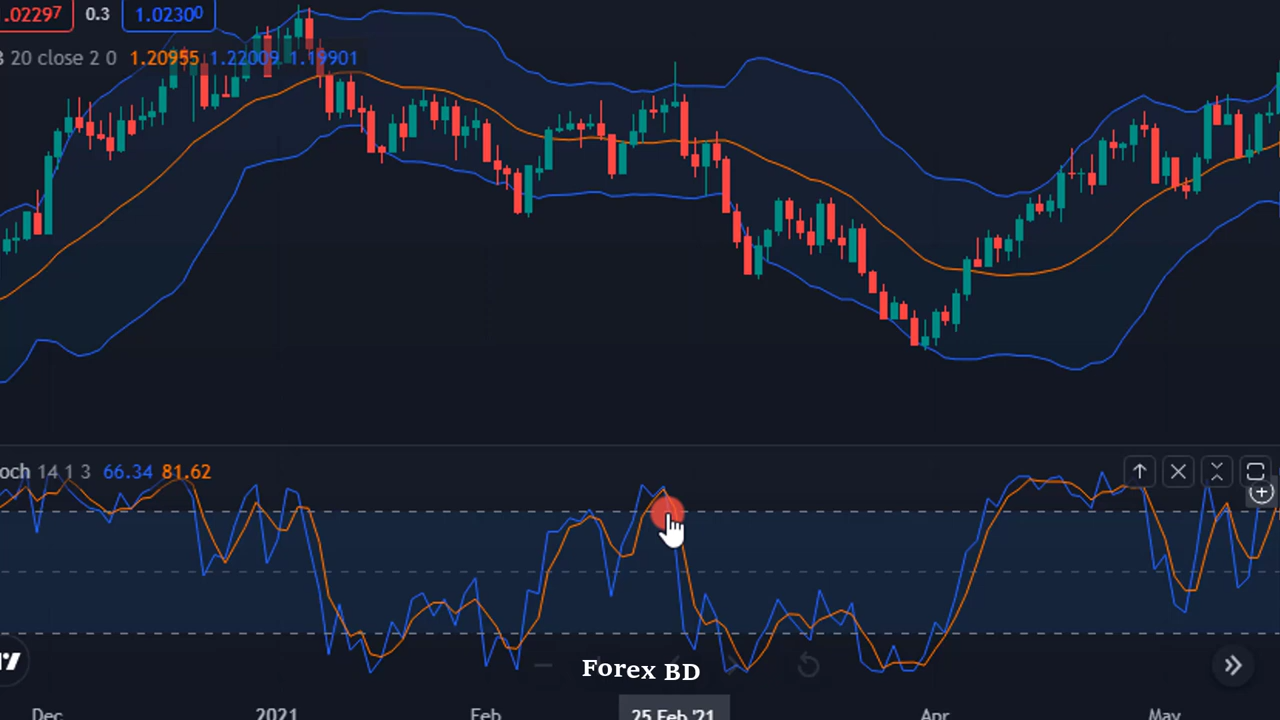 1.02297 0.3 1.02300
B 20 close 2 0 1.20955 1.22009 1.19901
och 14 1 3 66.34 81.62
Forex BD
Dec 2021 Feb 25 Feb '21 Apr May